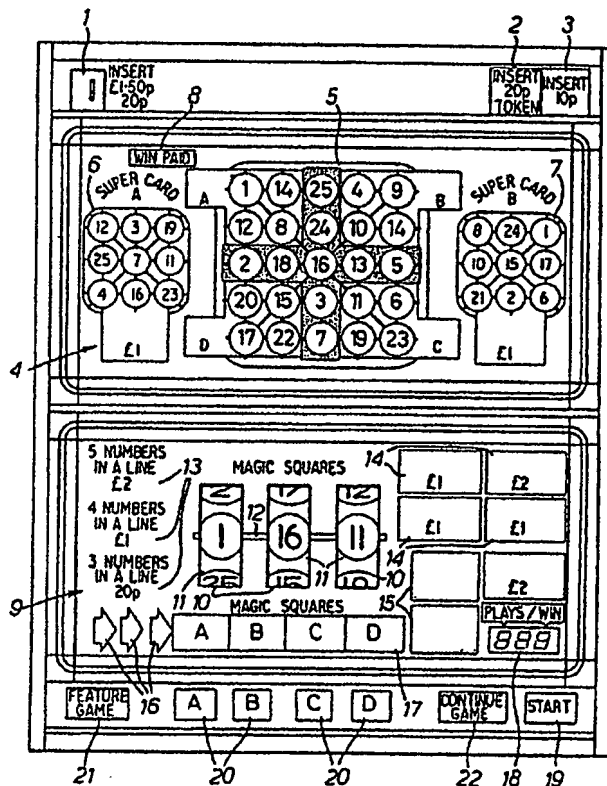 1
2
3
INSERT
£1·50p
20p
INSERT
20p
TOKEN
INSERT
10p
8
5
WIN PAID
6
SUPER CARD
A
7
SUPER CARD
B
A
B
1 14 25 4 9
12 3 19
12 8 24 10 14
8 24 1
25 7 11
2 18 16 13 5
10 15 17
4 16 23
20 15 3 11 6
21 2 6
17 22 7 19 23
D
C
£1
£1
4
5 NUMBERS
IN A LINE
£2
13
MAGIC SQUARES
14
£1
£2
4 NUMBERS
IN A LINE
£1
12
1 16 11
£1
£1
14
3 NUMBERS
IN A LINE
20p
11
10
11
10
15
£2
9
MAGIC SQUARES
PLAYS/WIN
888
A B C D
16
17
FEATURE
GAME
A B C D
CONTINUE
GAME
START
21
20
20
22
18
19